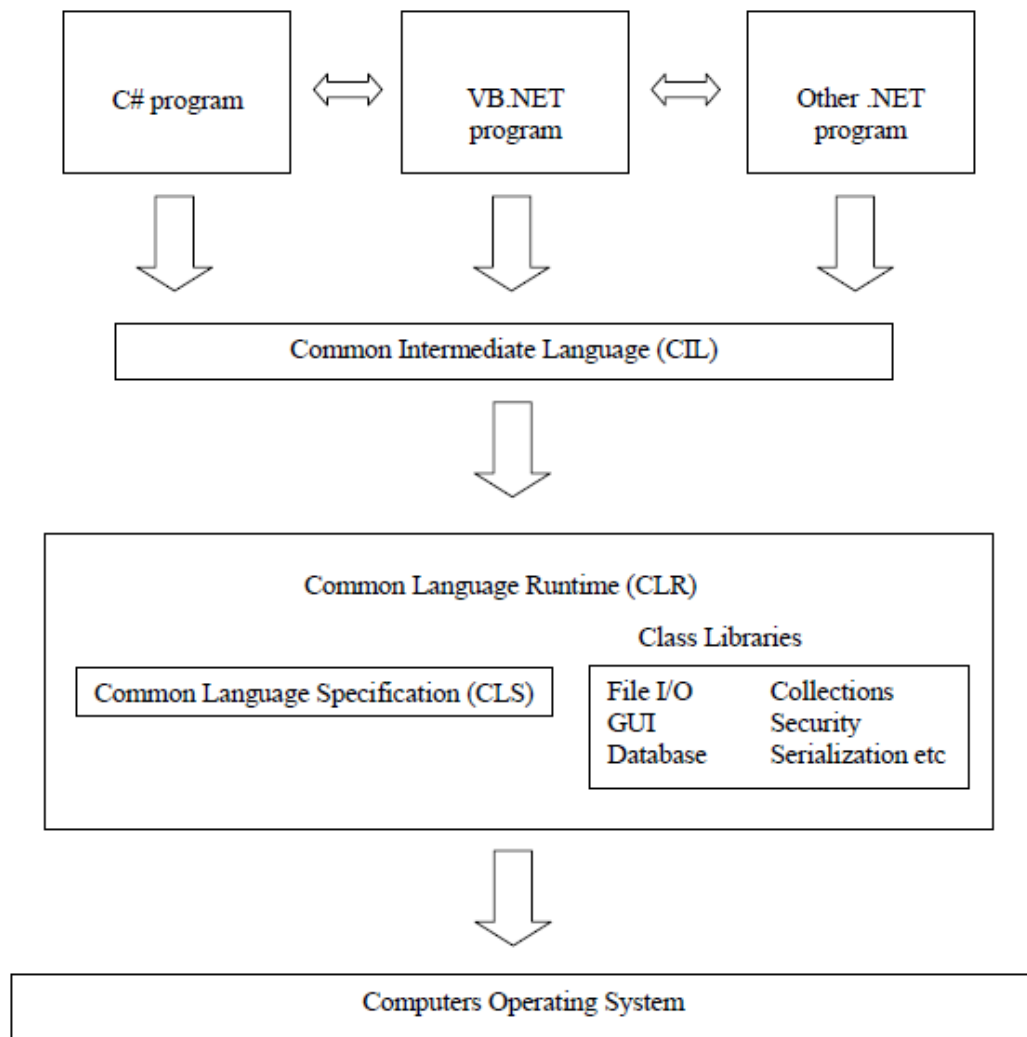 C# program
VB.NET
program
Other .NET
program
Common Intermediate Language (CIL)
Common Language Runtime (CLR)
Class Libraries
Common Language Specification (CLS)
File I/O Collections
GUI Security
Database Serialization etc
Computers Operating System